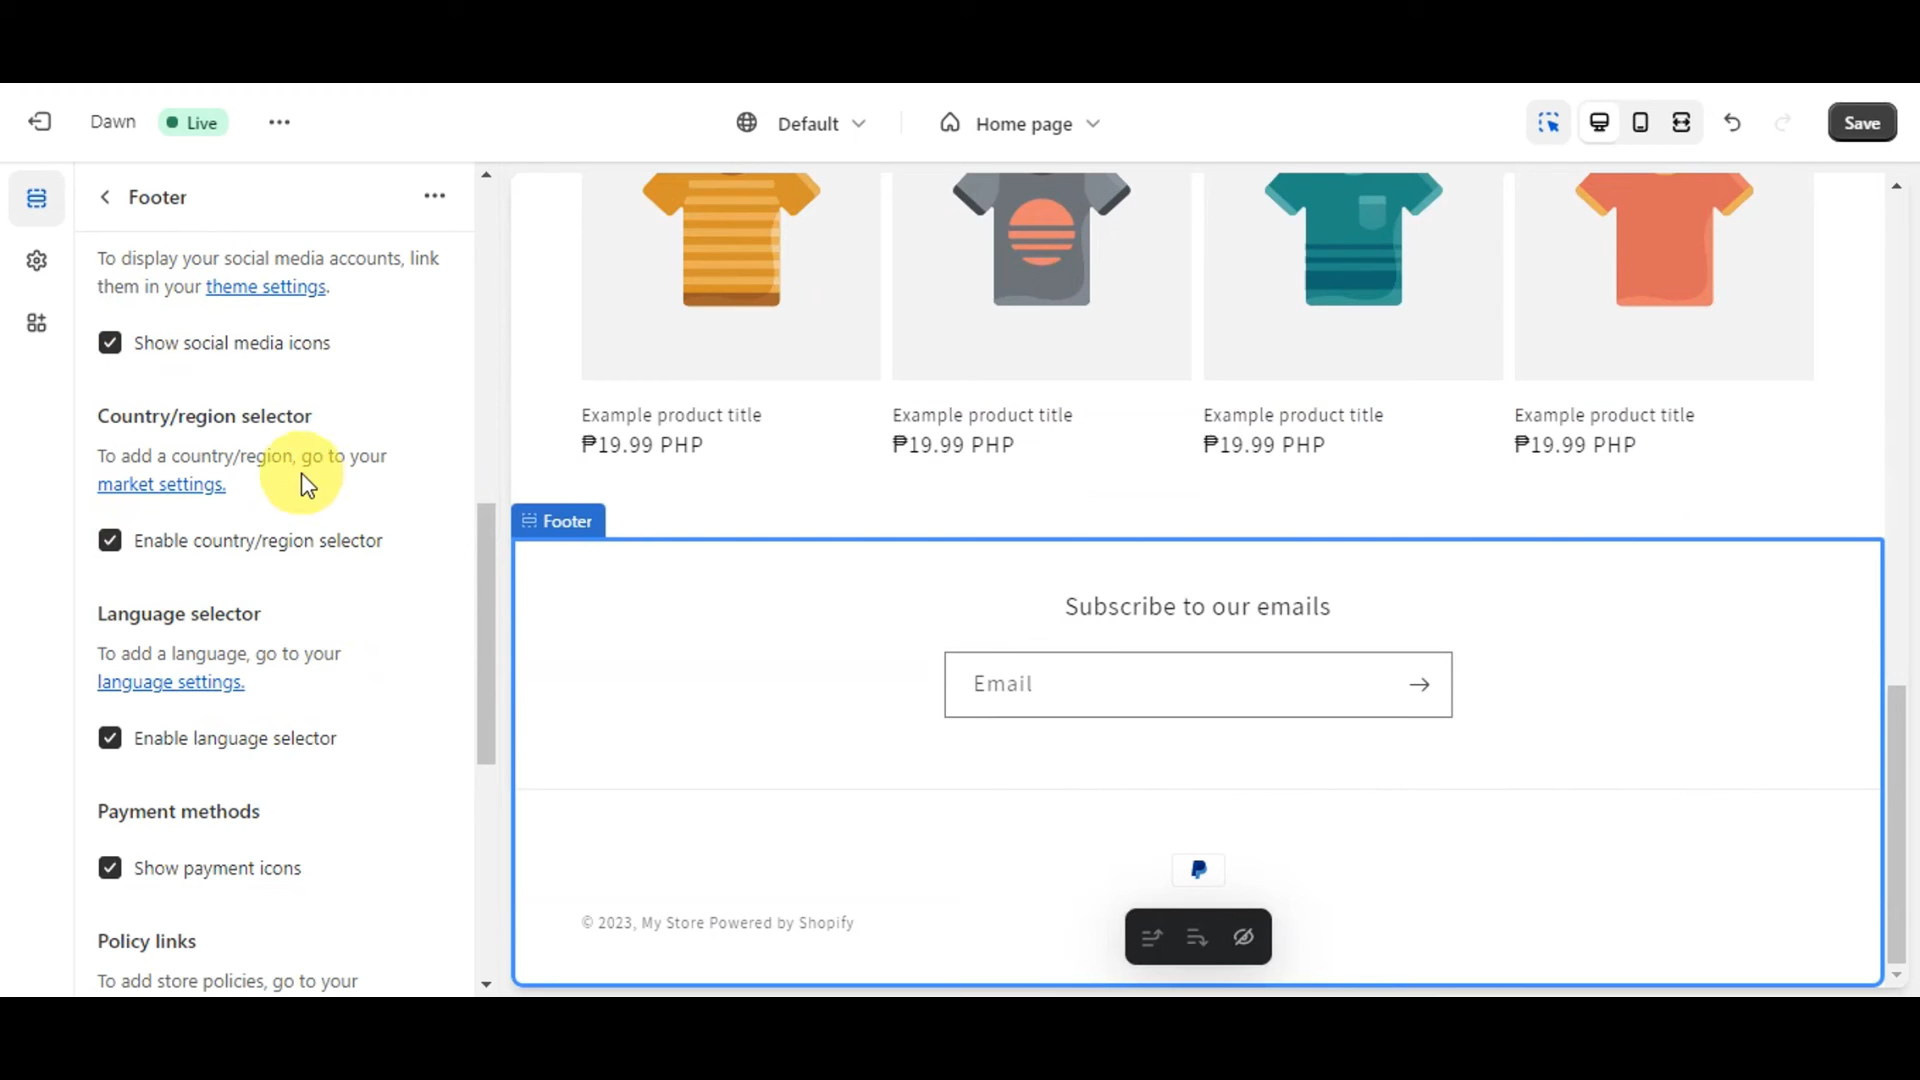 Dawn
Live
Default
Home page
Save
Footer
To display your social media accounts, link
them in your theme settings.
Show social media icons
Country/region selector
To add a country/region, go to your
market settings.
Enable country/region selector
Language selector
To add a language, go to your
language settings.
Enable language selector
Payment methods
Show payment icons
Policy links
To add store policies, go to your
Example product title
₱19.99 PHP
Example product title
₱19.99 PHP
Example product title
₱19.99 PHP
Example product title
₱19.99 PHP
Footer
Subscribe to our emails
Email
© 2023, My Store Powered by Shopify